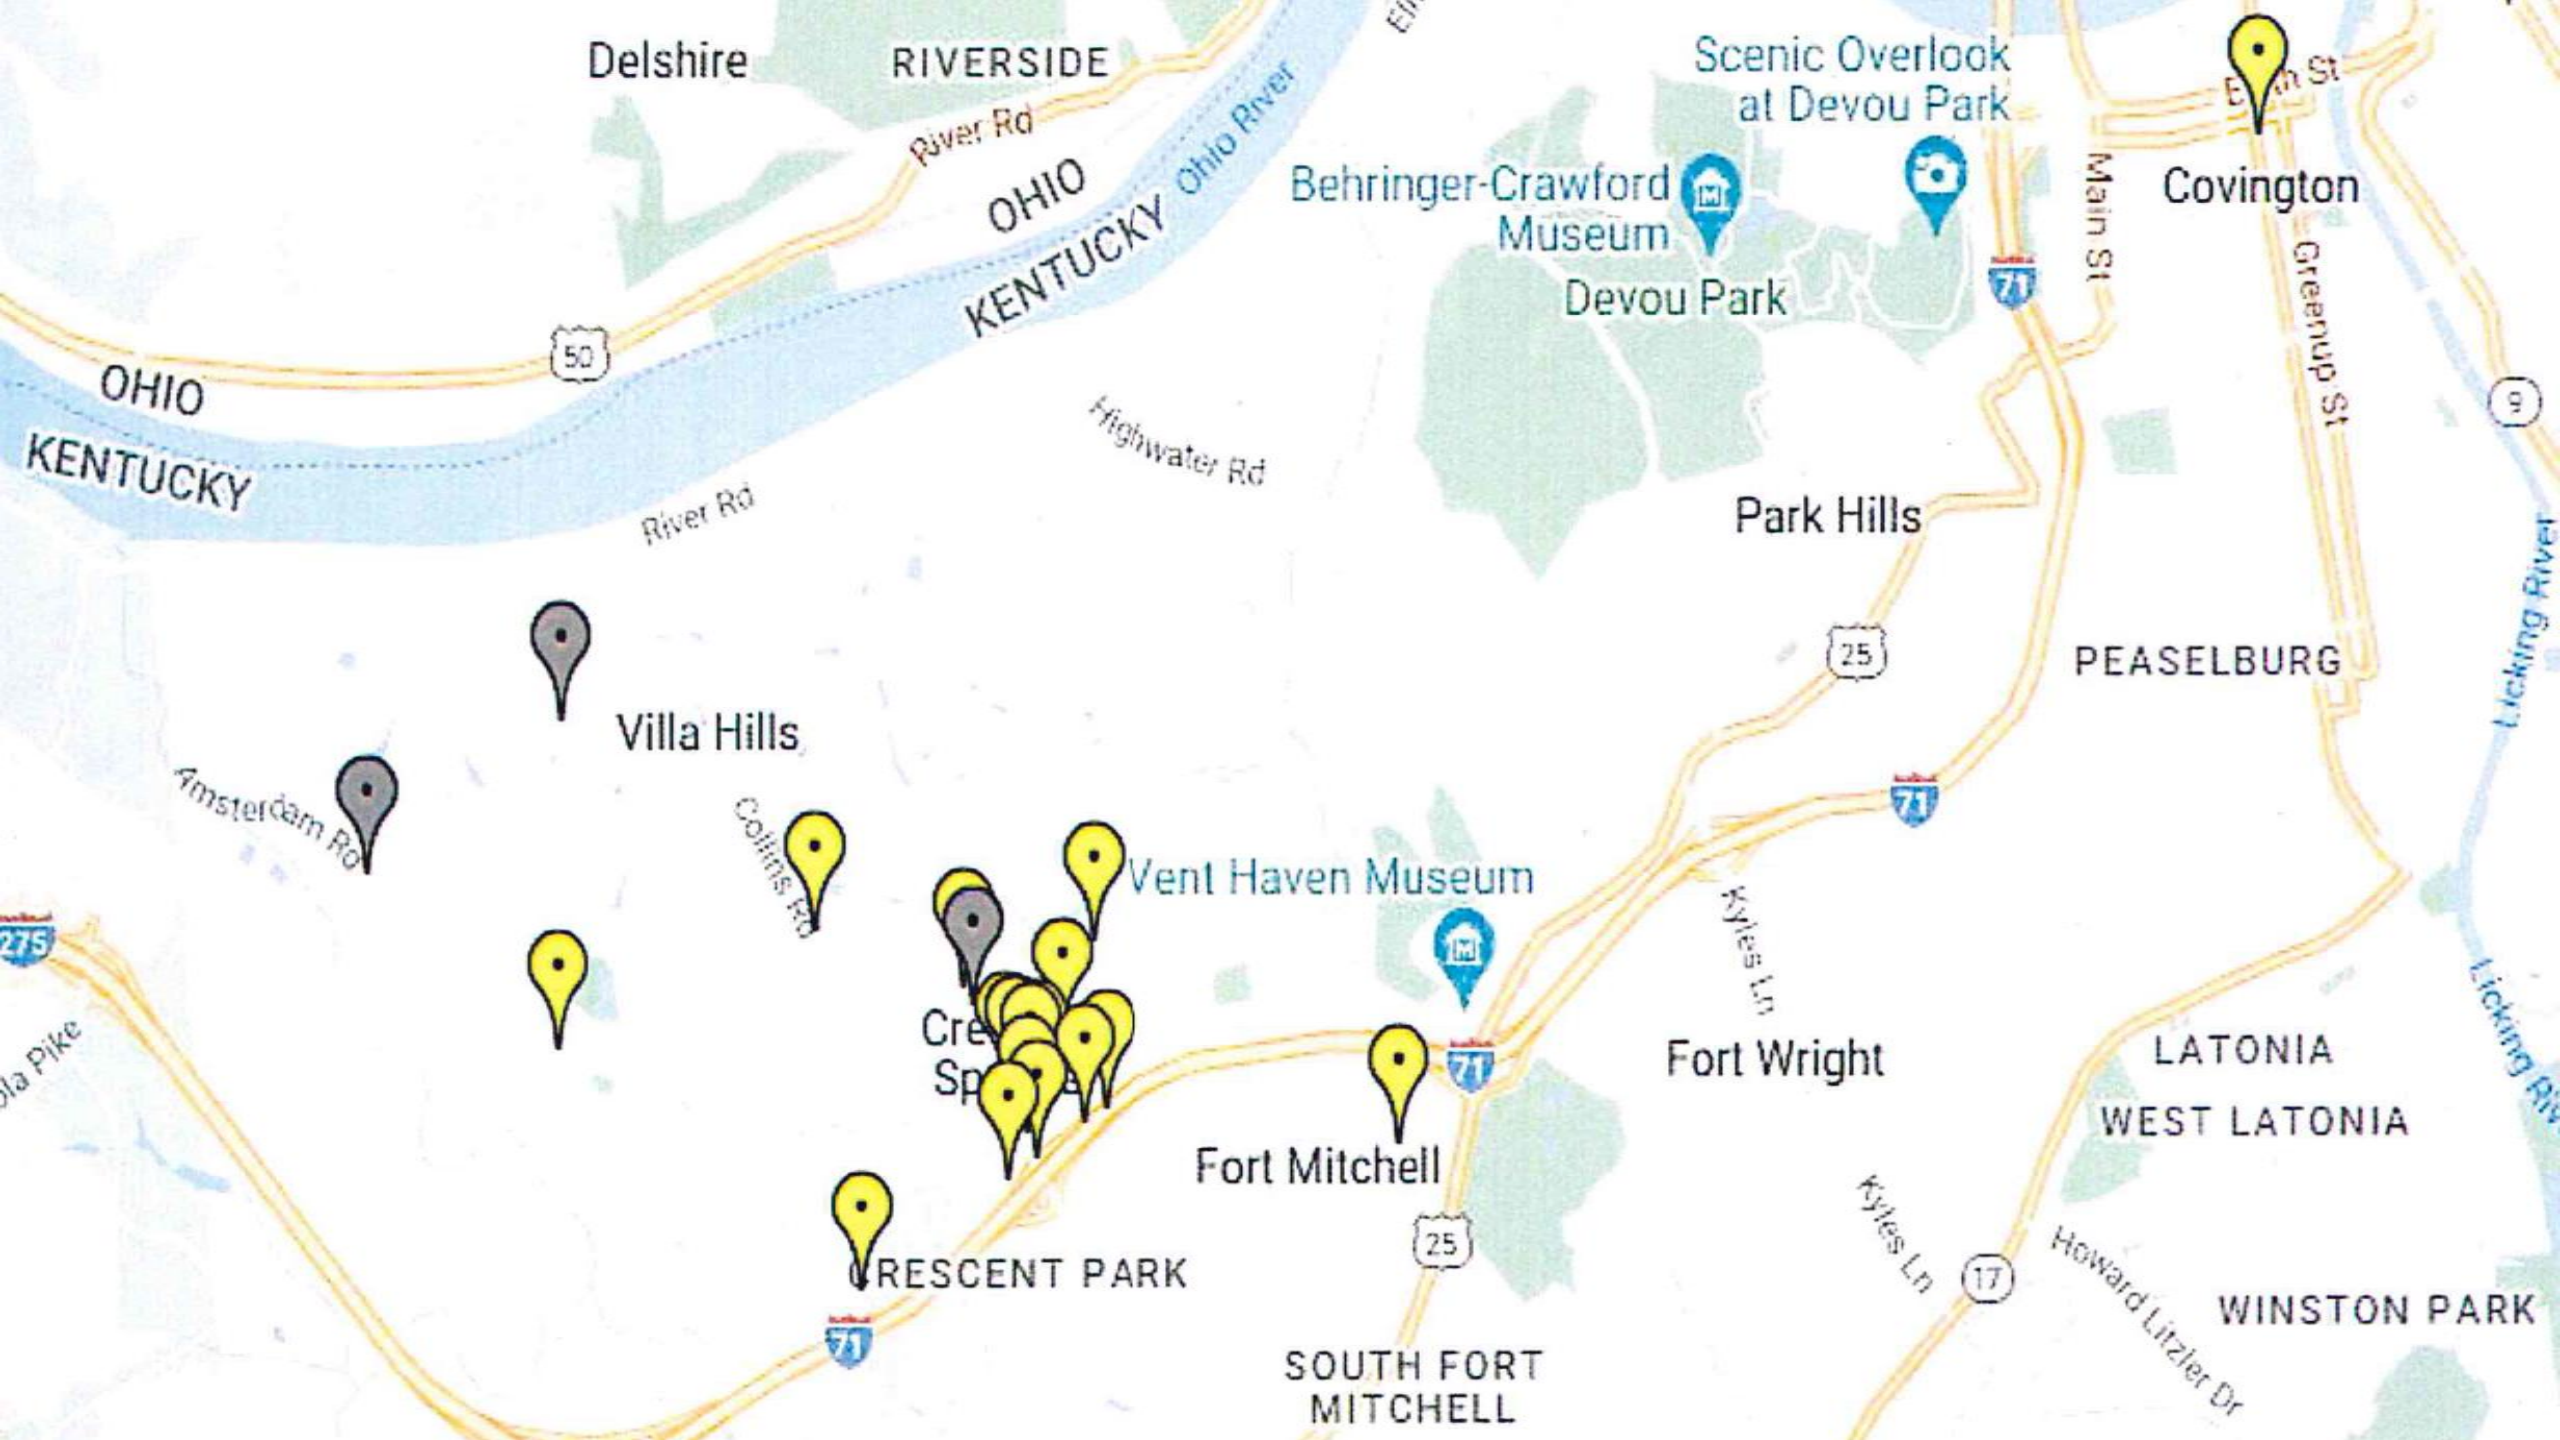 Delshire
RIVERSIDE
River Rd
Ohio River
OHIO
KENTUCKY
50
OHIO
KENTUCKY
River Rd
Highwater Rd
Scenic Overlook
at Devou Park
Behringer-Crawford
Museum
Devou Park
71
Main St
St
Covington
Greenup St
9
Park Hills
25
PEASELBURG
Licking River
Villa Hills
Amsterdam Rd
Collins Rd
Vent Haven Museum
71
Kyles Ln
275
71
Fort Wright
LATONIA
WEST LATONIA
Licking
Fort Mitchell
25
Kyles Ln
17
Howard Litzler Dr
WINSTON PARK
CRESCENT PARK
71
SOUTH FORT
MITCHELL
Pike